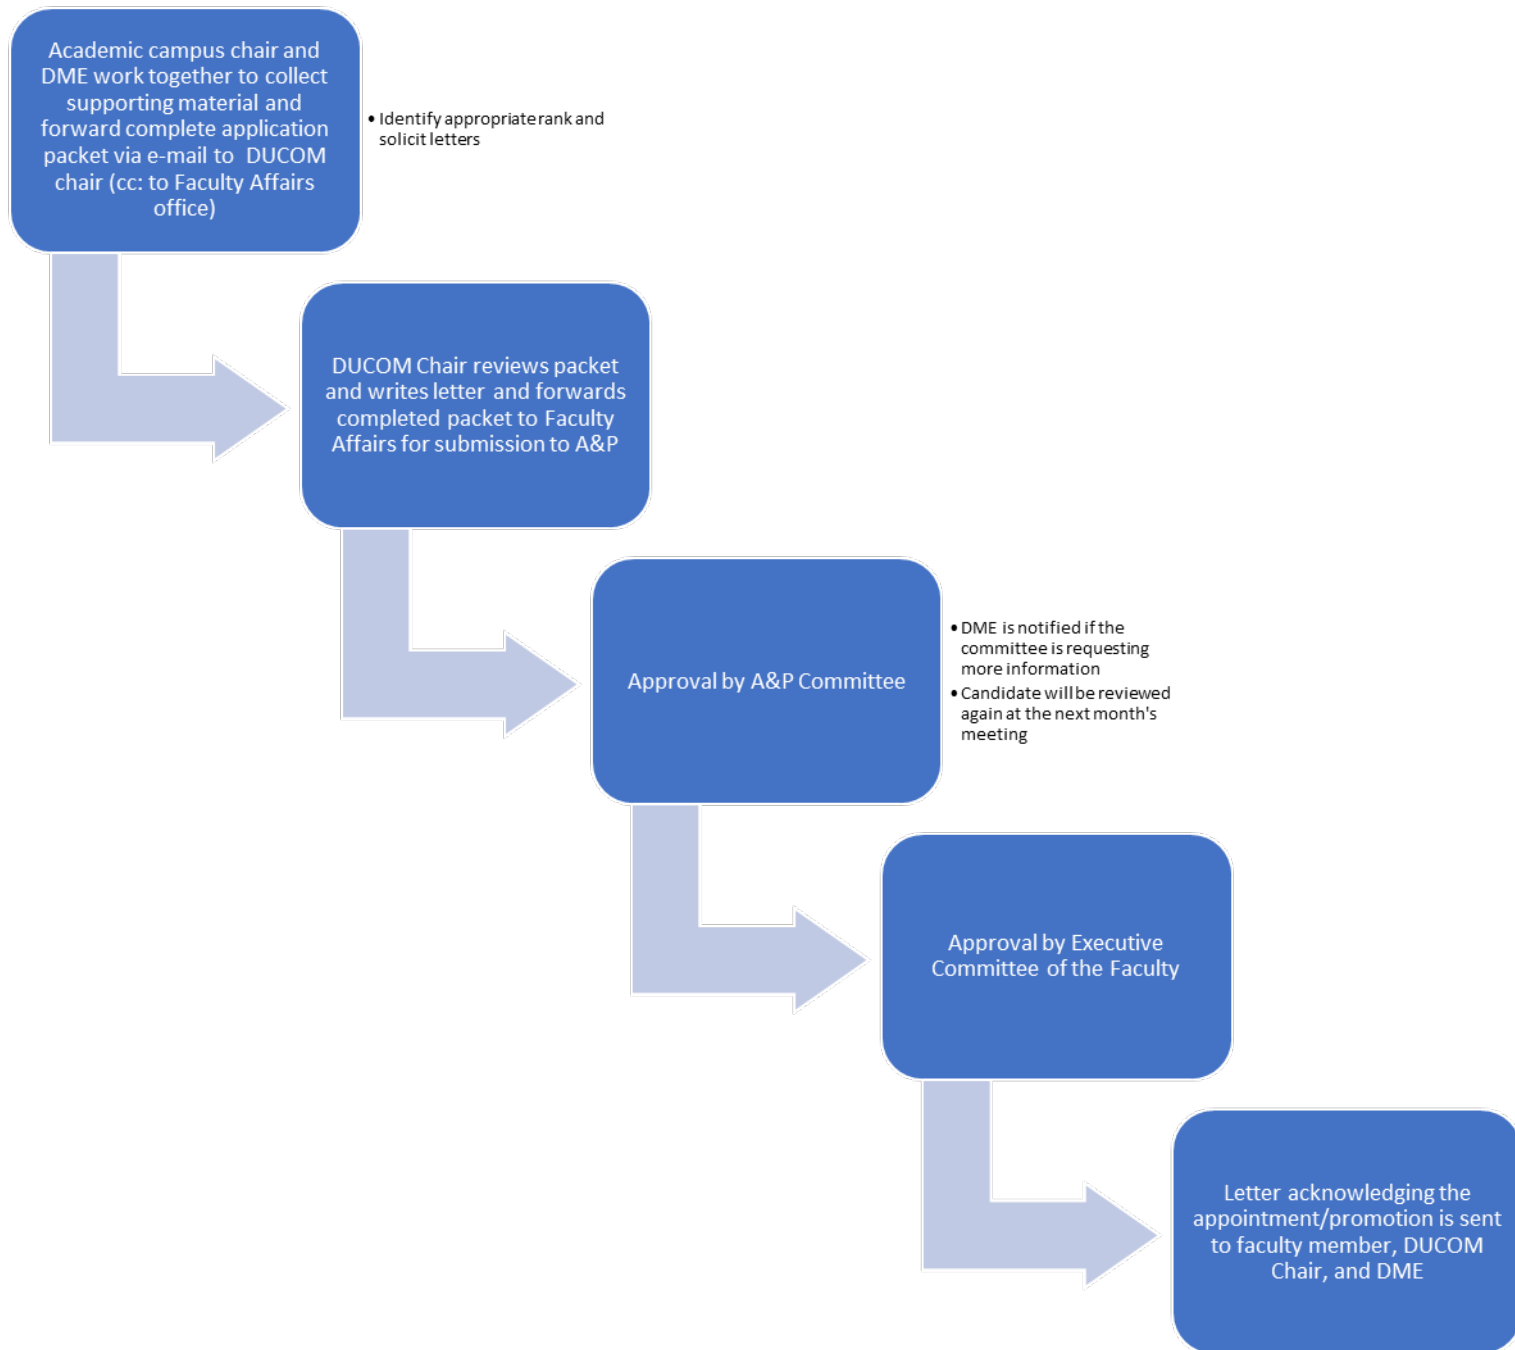 Academic campus chair and
DME work together to collect
supporting material and
forward complete application
packet via e-mail to DUCOM
chair (cc: to Faculty Affairs
office)
• Identify appropriate rank and
solicit letters
DUCOM Chair reviews packet
and writes letter and forwards
completed packet to Faculty
Affairs for submission to A&P
Approval by A&P Committee
• DME is notified if the
committee is requesting
more information
• Candidate will be reviewed
again at the next month's
meeting
Approval by Executive
Committee of the Faculty
Letter acknowledging the
appointment/promotion is sent
to faculty member, DUCOM
Chair, and DME